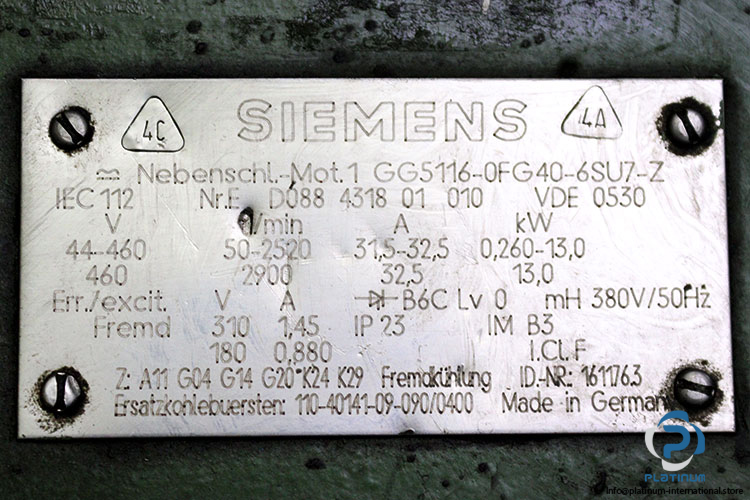 4C SIEMENS 4A
Nebenschl.-Mot.1 GG5116-0FG40-6SU7-Z
IEC 112 Nr.E D088 4318 01 010 VDE 0530
V 1/min A kW
44-460 50-2520 31,5-32,5 0,260-13,0
460 2900 32,5 13,0
Err./excit. V A B6C Lv 0 mH 380V/50Hz
Fremd 310 1,45 IP 23 IM B3
180 0,880 I.Cl.F
Z: A11 G04 G14 G20 K24 K29 Fremdkühlung ID.-NR.: 161176.3
Ersatzkohlebuersten: 110-40141-09-090/0400 Made in German
PLATINUM
info@platinum-international.store